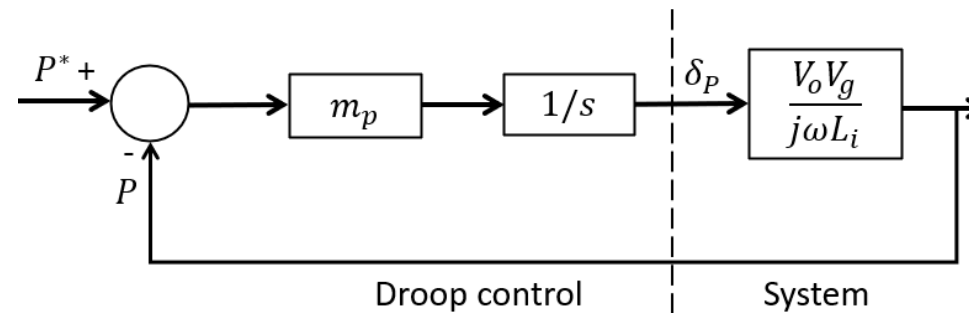 P* +
-
P
m_p
1/s
δ_P
V_oV_g
jωL_i
Droop control
System